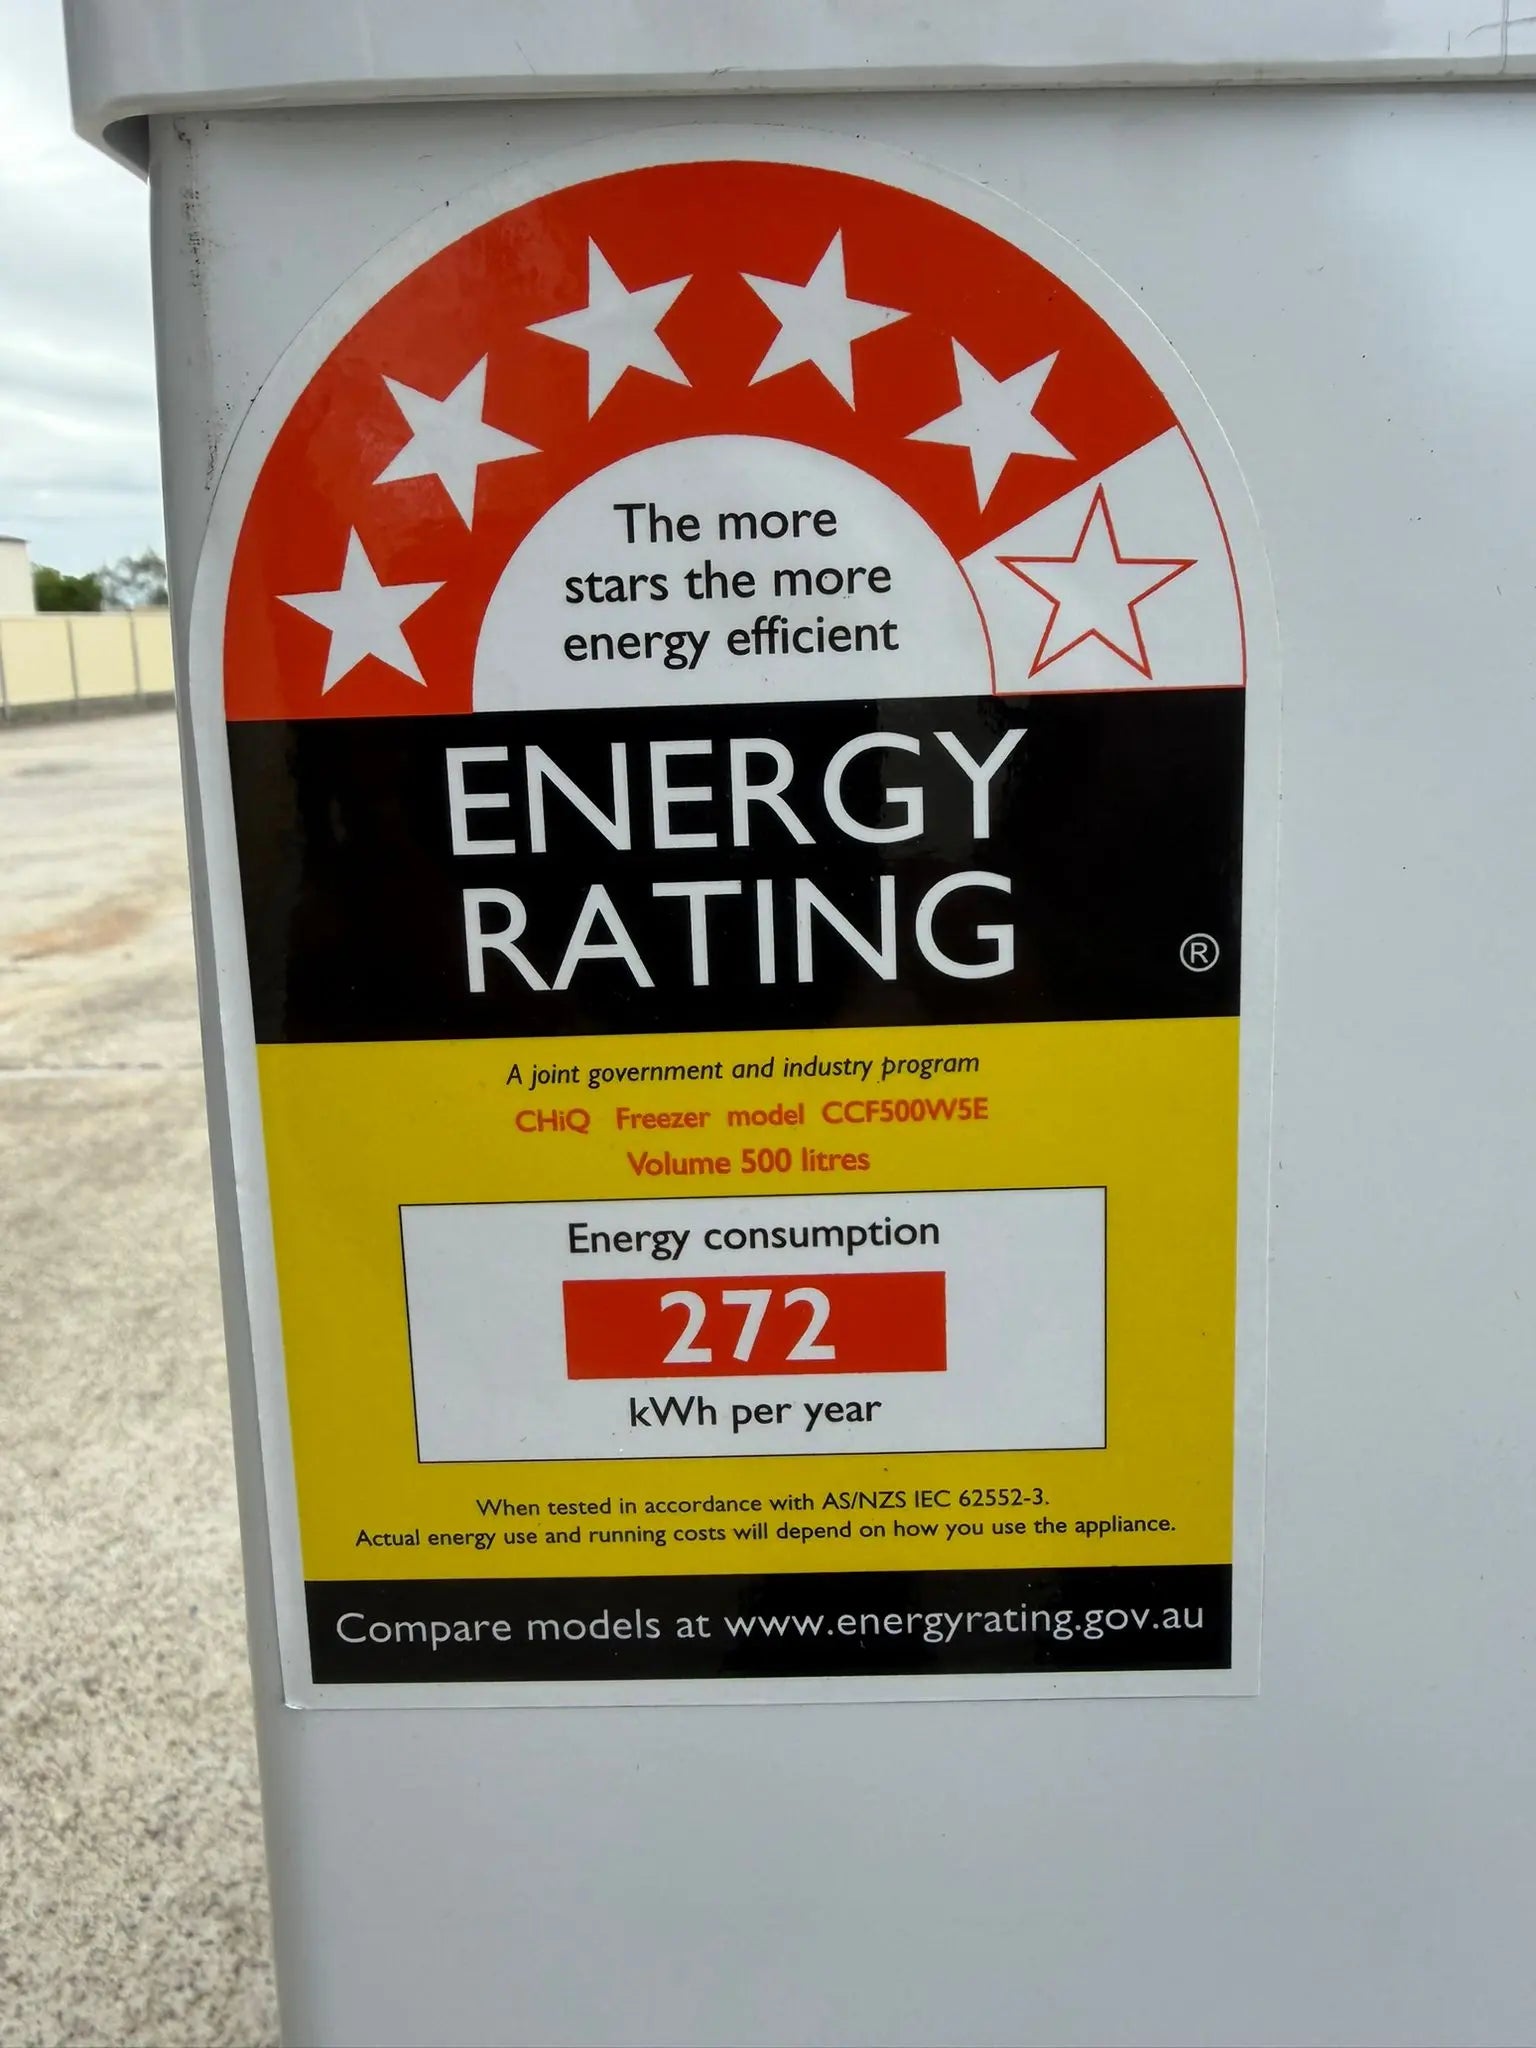 The more
stars the more
energy efficient
ENERGY
RATING
®
A joint government and industry program
CHiQ Freezer model CCF500W5E
Volume 500 litres
Energy consumption
272
kWh per year
When tested in accordance with AS/NZS IEC 62552-3.
Actual energy use and running costs will depend on how you use the appliance.
Compare models at www.energyrating.gov.au